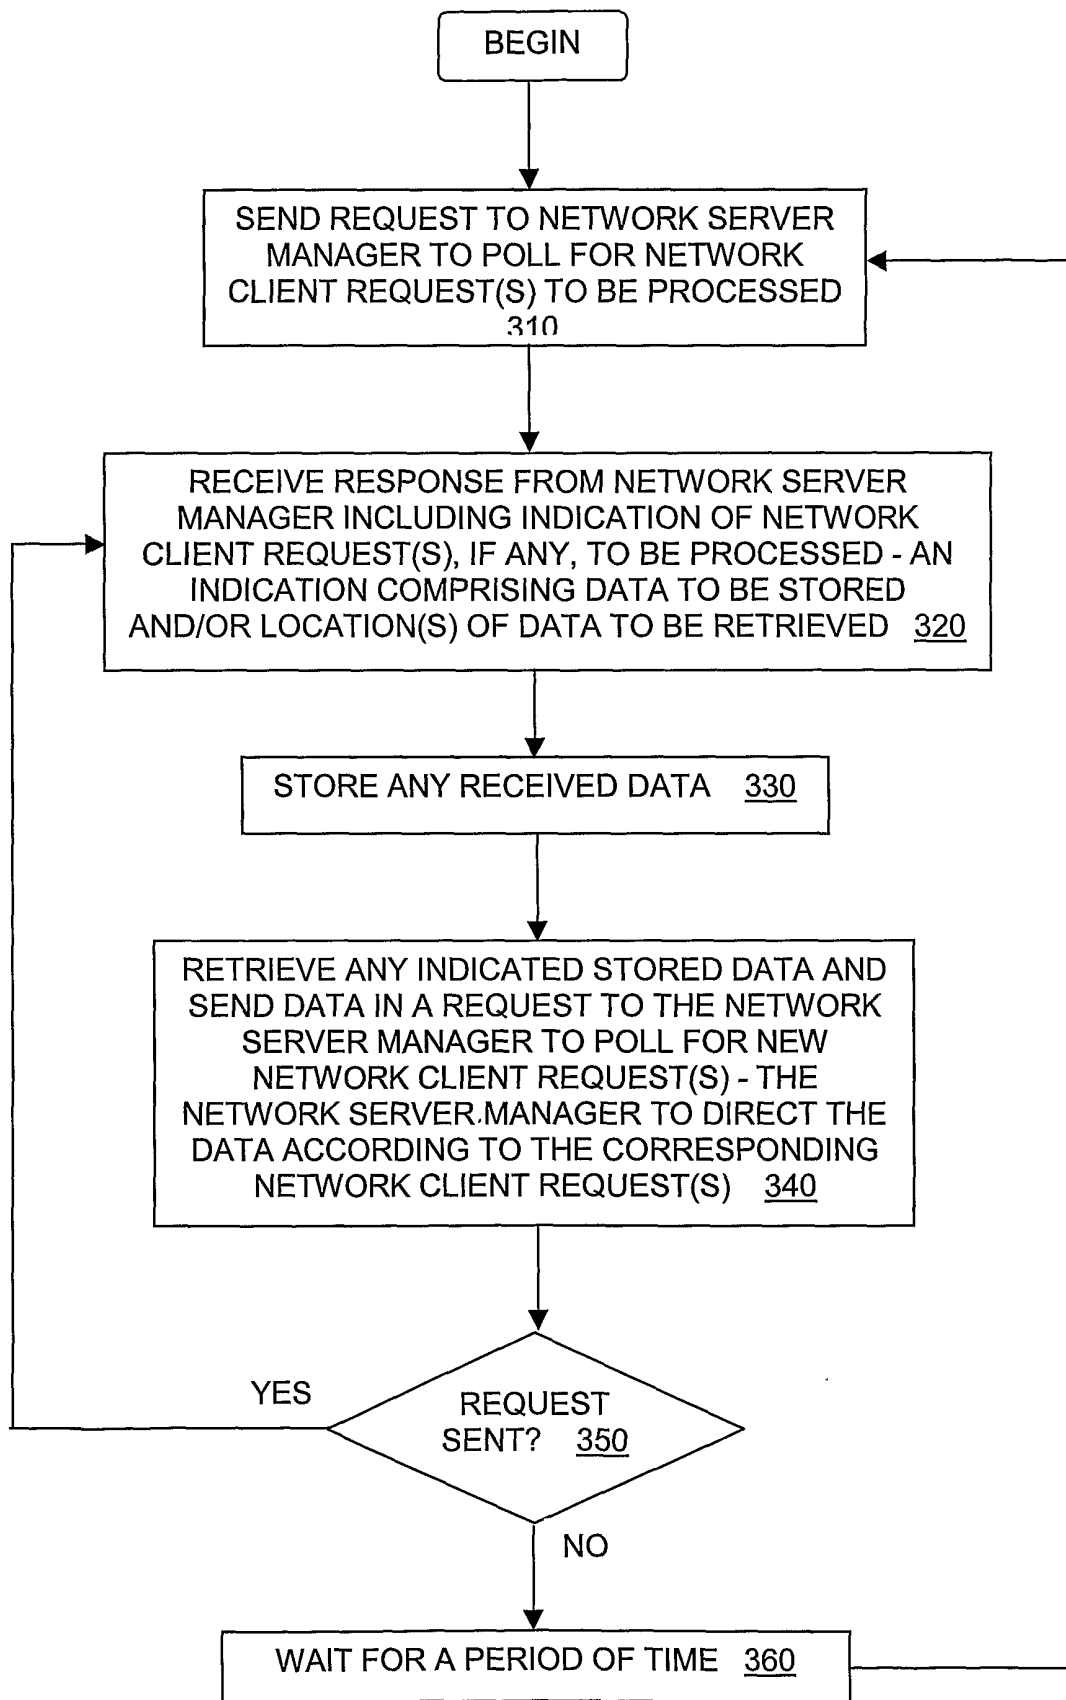 BEGIN
SEND REQUEST TO NETWORK SERVER
MANAGER TO POLL FOR NETWORK
CLIENT REQUEST(S) TO BE PROCESSED
310
RECEIVE RESPONSE FROM NETWORK SERVER
MANAGER INCLUDING INDICATION OF NETWORK
CLIENT REQUEST(S), IF ANY, TO BE PROCESSED - AN
INDICATION COMPRISING DATA TO BE STORED
AND/OR LOCATION(S) OF DATA TO BE RETRIEVED 320
STORE ANY RECEIVED DATA 330
RETRIEVE ANY INDICATED STORED DATA AND
SEND DATA IN A REQUEST TO THE NETWORK
SERVER MANAGER TO POLL FOR NEW
NETWORK CLIENT REQUEST(S) - THE
NETWORK SERVER MANAGER TO DIRECT THE
DATA ACCORDING TO THE CORRESPONDING
NETWORK CLIENT REQUEST(S) 340
YES
REQUEST
SENT? 350
NO
WAIT FOR A PERIOD OF TIME 360